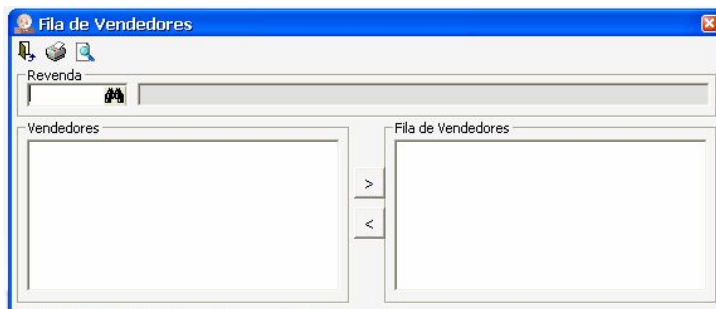 Fila de Vendedores
Revenda
Vendedores
Fila de Vendedores
>
<